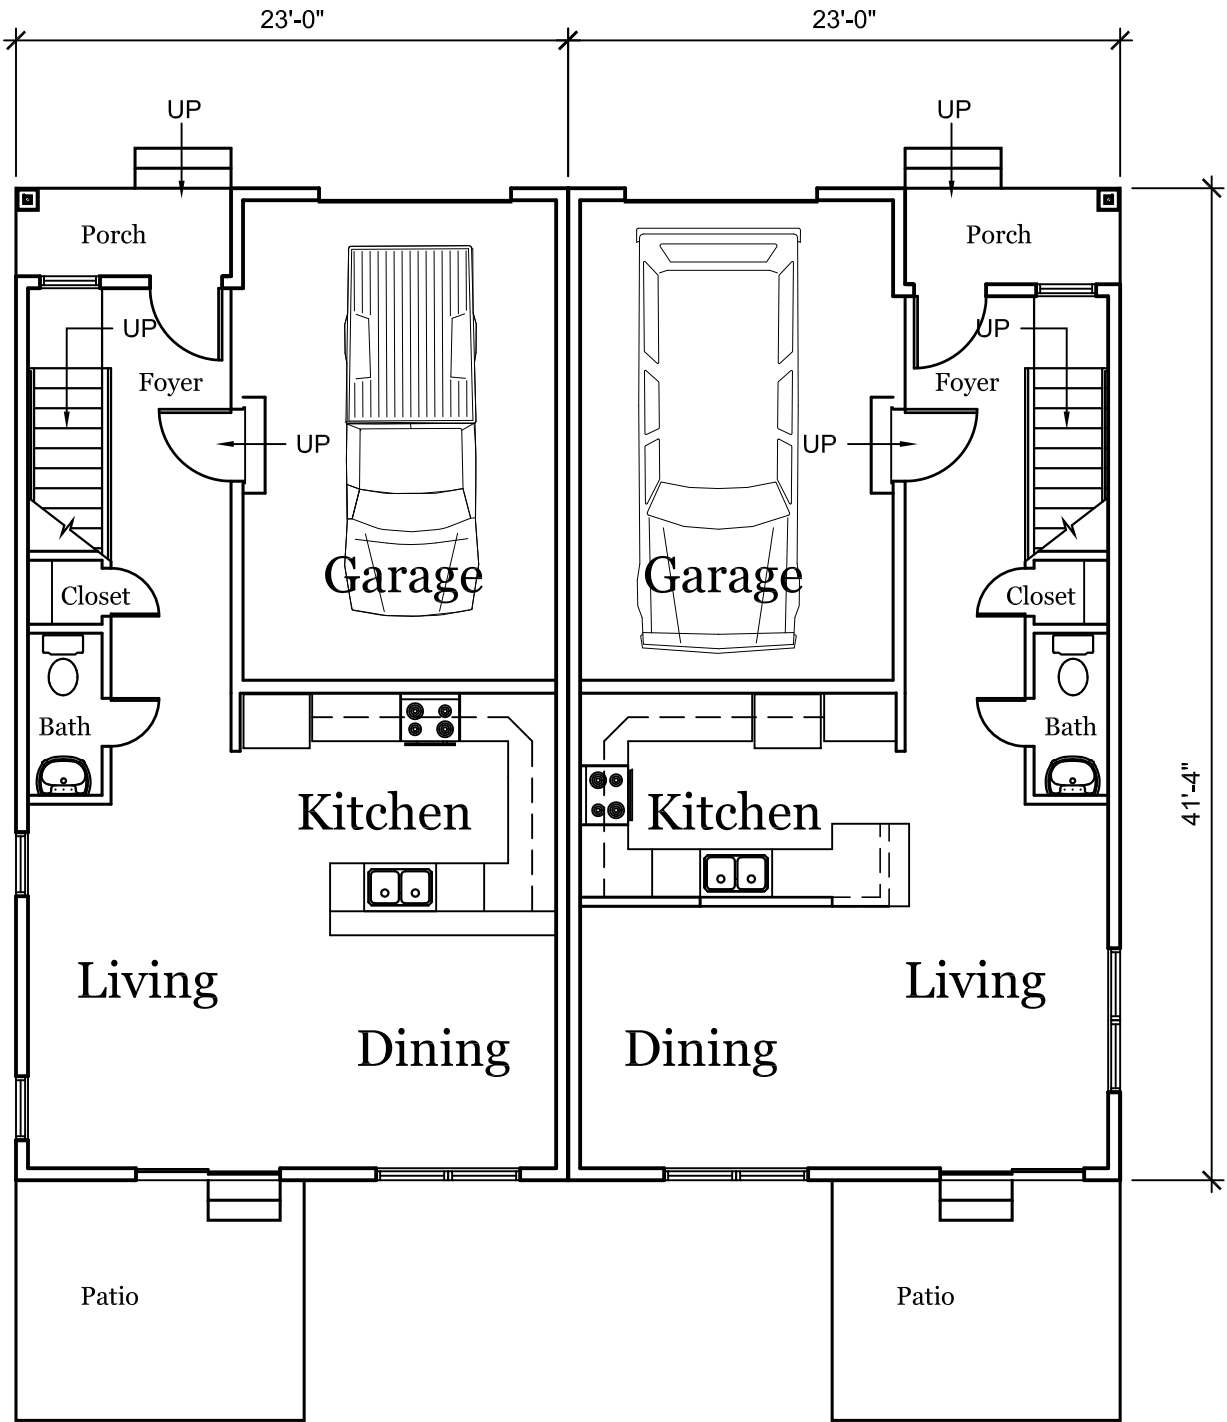 23'-0" 23'-0"
UP UP
Porch Porch
UP UP
Foyer Foyer
UP UP
Garage Garage
Closet Closet
Bath Bath
41'-4"
Kitchen Kitchen
Living Living
Dining Dining
Patio Patio